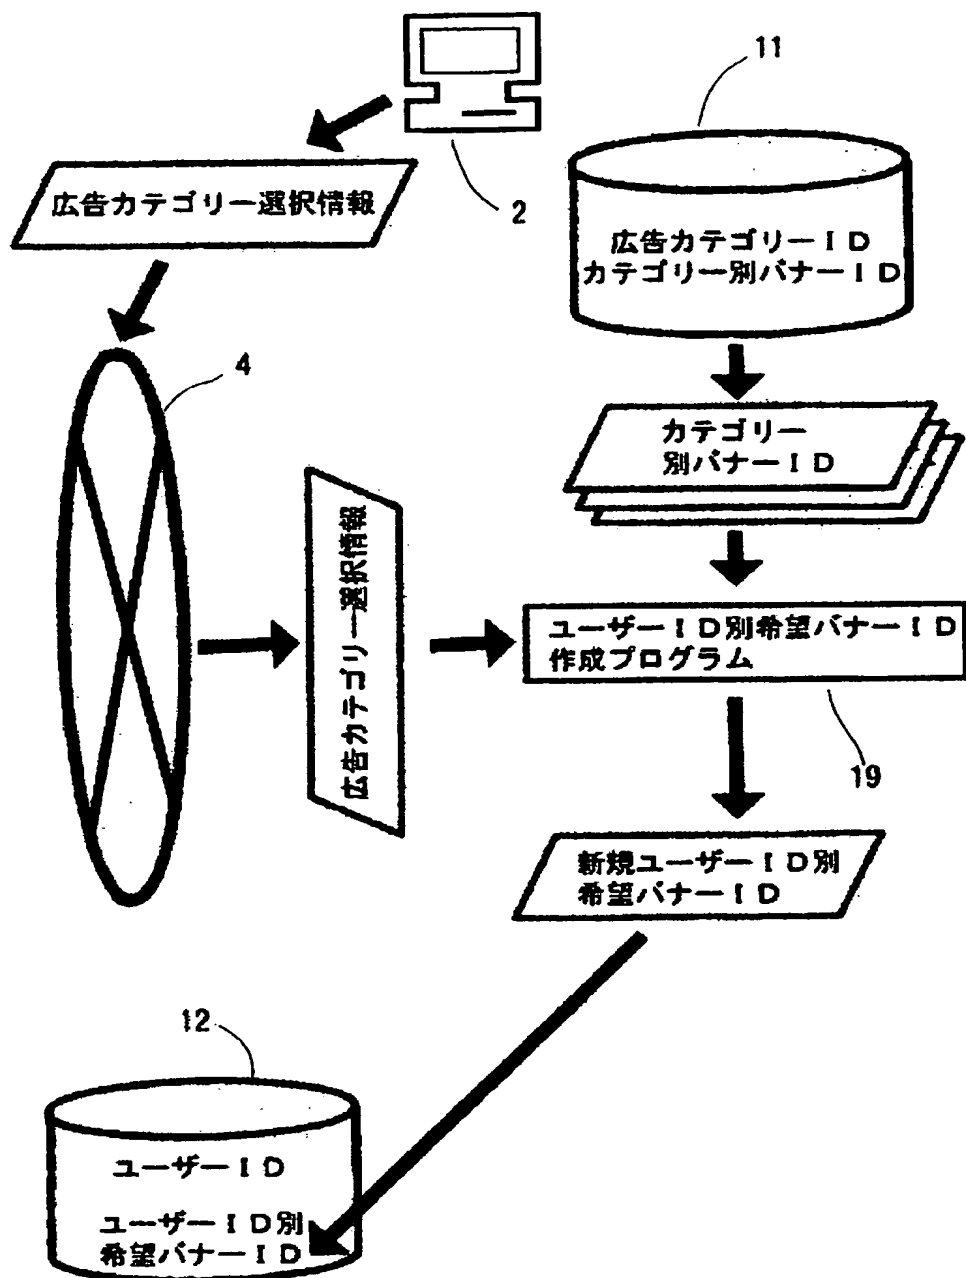 11
2
広告カテゴリー選択情報
広告カテゴリーＩＤ
カテゴリー別バナーＩＤ
4
カテゴリー
別バナーＩＤ
広告カテゴリー選択情報
ユーザーＩＤ別希望バナーＩＤ
作成プログラム
19
新規ユーザーＩＤ別
希望バナーＩＤ
12
ユーザーＩＤ
ユーザーＩＤ別
希望バナーＩＤ